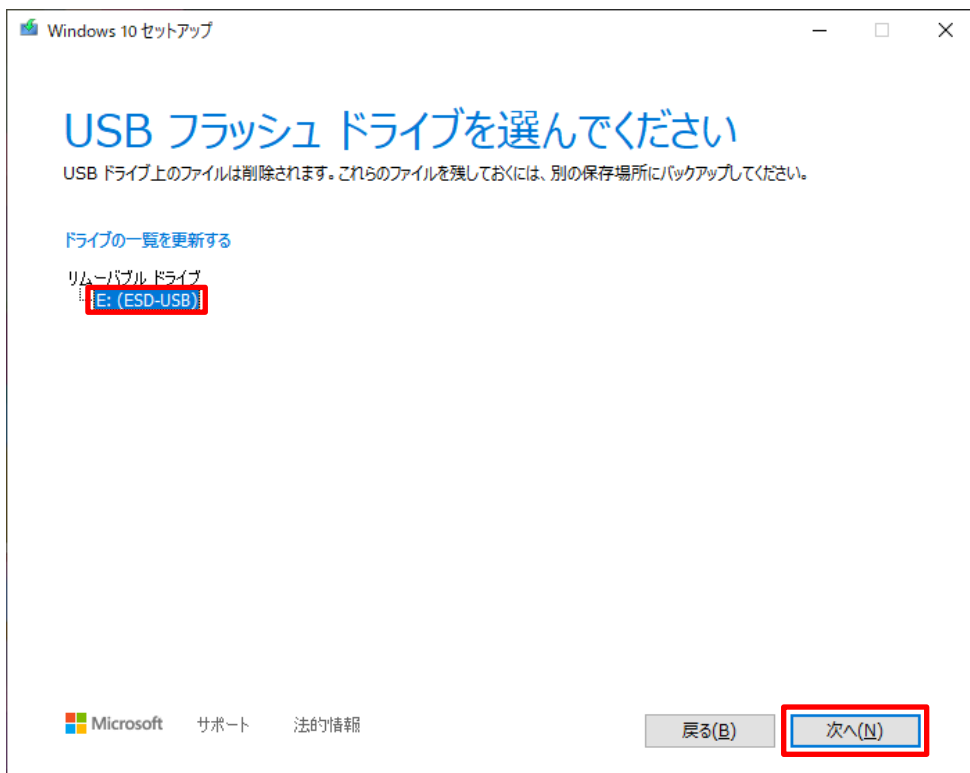 Windows 10 セットアップ
USB フラッシュ ドライブを選んでください
USB ドライブ上のファイルは削除されます。これらのファイルを残しておくには、別の保存場所にバックアップしてください。
ドライブの一覧を更新する
リムーバブル ドライブ
E: (ESD-USB)
Microsoft サポート 法的情報 戻る(B) 次へ(N)